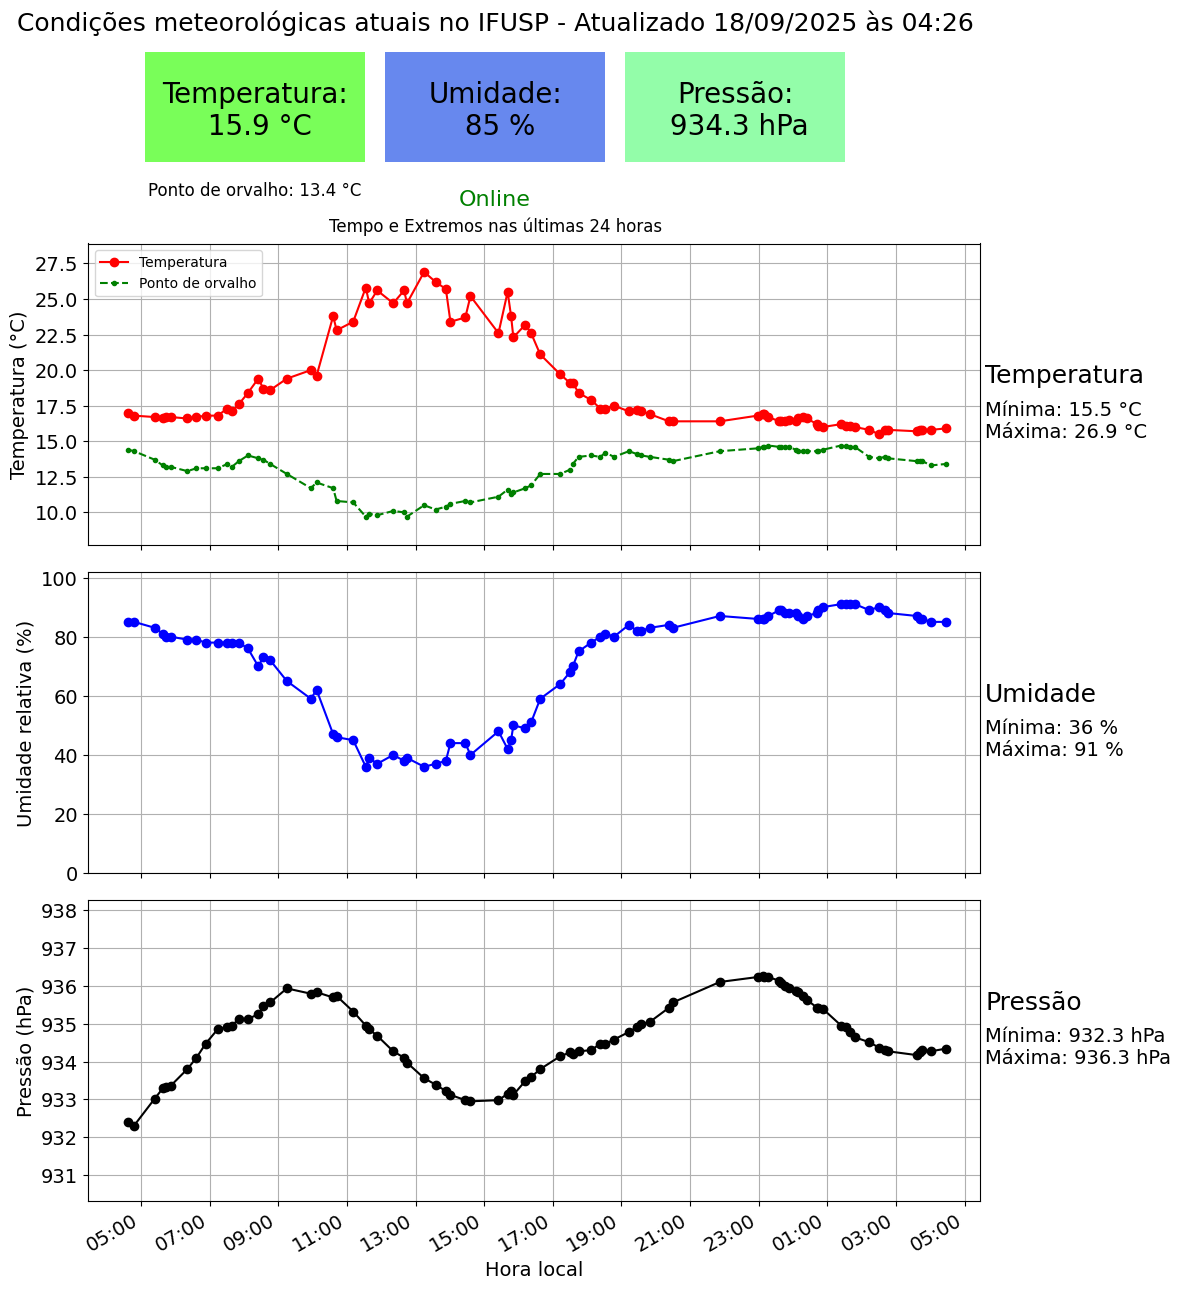 Condições meteorológicas atuais no IFUSP - Atualizado 18/09/2025 às 04:26
Temperatura:
15.9 °C
Umidade:
85 %
Pressão:
934.3 hPa
Ponto de orvalho: 13.4 °C
Online
Tempo e Extremos nas últimas 24 horas
Temperatura
Ponto de orvalho
Temperatura (°C)
27.5
25.0
22.5
20.0
17.5
15.0
12.5
10.0
Temperatura
Mínima: 15.5 °C
Máxima: 26.9 °C
Umidade relativa (%)
100
80
60
40
20
0
Umidade
Mínima: 36 %
Máxima: 91 %
Pressão (hPa)
938
937
936
935
934
933
932
931
Pressão
Mínima: 932.3 hPa
Máxima: 936.3 hPa
05:00 07:00 09:00 11:00 13:00 15:00 17:00 19:00 21:00 23:00 01:00 03:00 05:00
Hora local